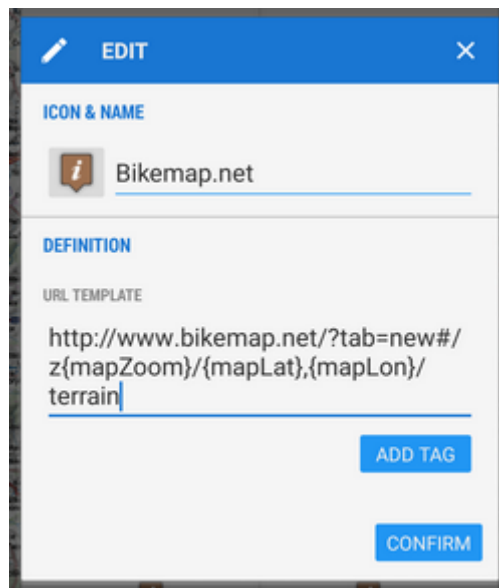 EDIT
ICON & NAME
Bikemap.net
DEFINITION
URL TEMPLATE
http://www.bikemap.net/?tab=new#/
z{mapZoom}/{mapLat},{mapLon}/
terrain
ADD TAG
CONFIRM